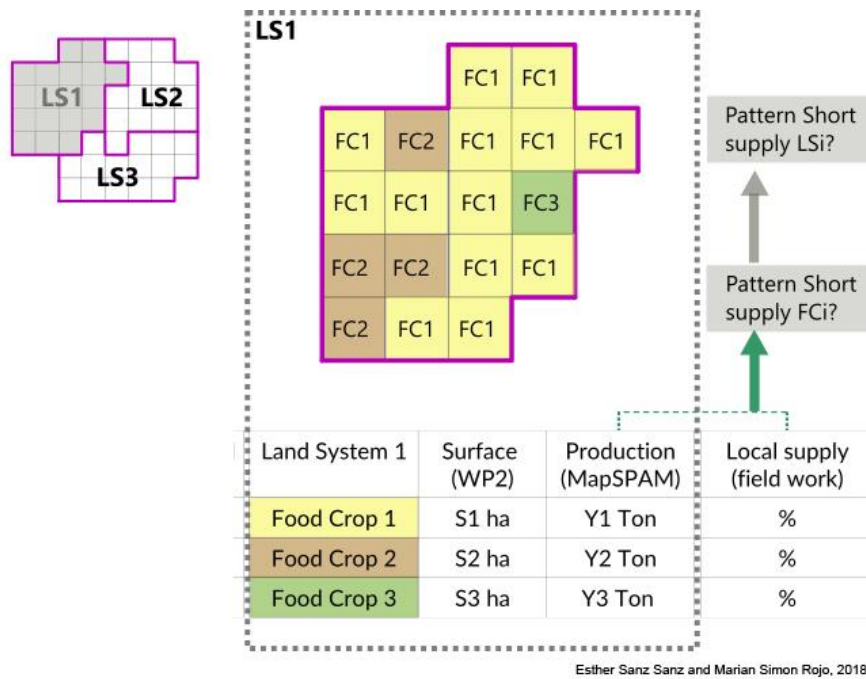 LS1
LS2
LS3
LS1
FC1 FC1
FC1 FC2 FC1 FC1 FC1
FC1 FC1 FC1 FC3
FC2 FC2 FC1 FC1
FC2 FC1 FC1
Pattern Short
supply LSi?
Pattern Short
supply FCi?
Land System 1 Surface Production Local supply
(WP2) (MapSPAM) (field work)
Food Crop 1 S1 ha Y1 Ton %
Food Crop 2 S2 ha Y2 Ton %
Food Crop 3 S3 ha Y3 Ton %
Esther Sanz Sanz and Marian Simon Rojo, 2018